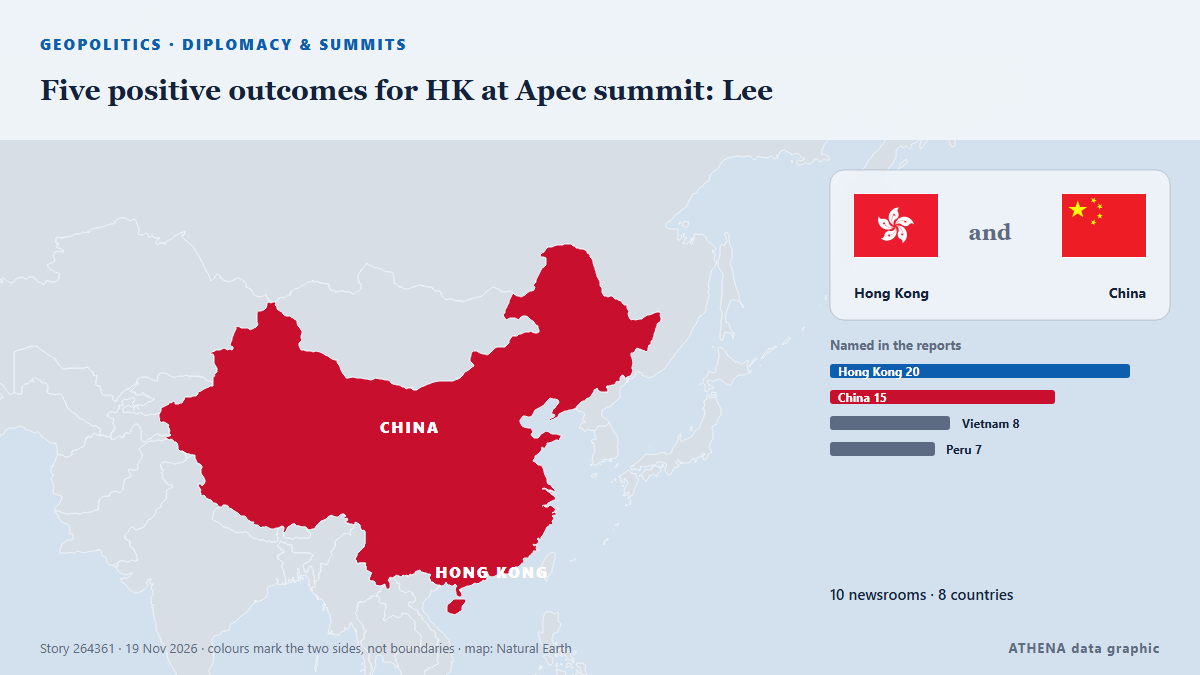 GEOPOLITICS · DIPLOMACY & SUMMITS
Five positive outcomes for HK at Apec summit: Lee
and
Hong Kong
China
Named in the reports
Hong Kong 20
China 15
Vietnam 8
Peru 7
CHINA
HONG KONG
10 newsrooms · 8 countries
Story 264361 · 19 Nov 2026 · colours mark the two sides, not boundaries · map: Natural Earth
ATHENA data graphic